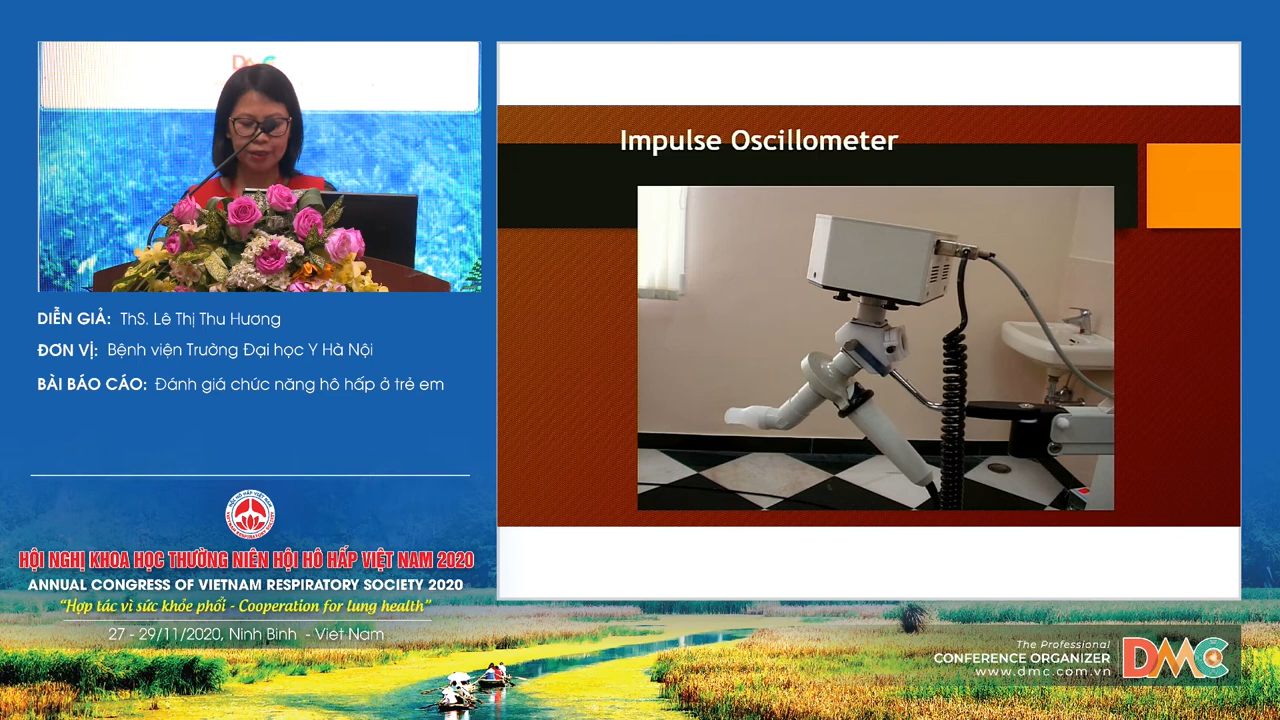 DMC
DIỄN GIẢ: ThS. Lê Thị Thu Hương
ĐƠN VỊ: Bệnh viện Trường Đại học Y Hà Nội
BÀI BÁO CÁO: Đánh giá chức năng hô hấp ở trẻ em
HỘI NGHỊ KHOA HỌC THƯỜNG NIÊN HỘI HÔ HẤP VIỆT NAM 2020
ANNUAL CONGRESS OF VIETNAM RESPIRATORY SOCIETY 2020
“Hợp tác vì sức khỏe phổi - Cooperation for lung health”
27 - 29/11/2020, Ninh Binh - Viet Nam
Impulse Oscillometer
The Professional
CONFERENCE ORGANIZER
www.dmc.com.vn
DMC